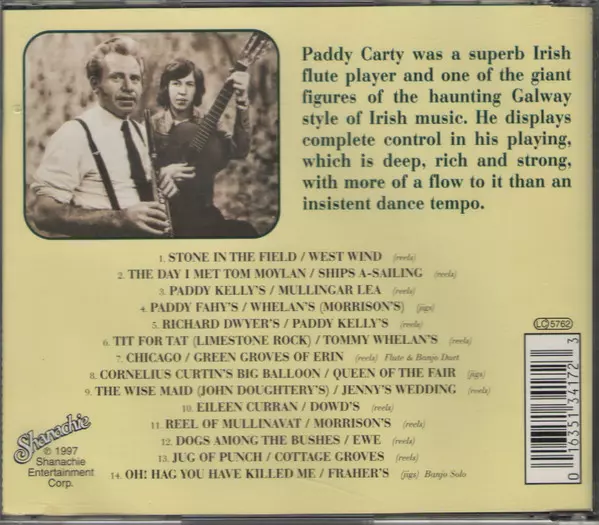 Paddy Carty was a superb Irish
flute player and one of the giant
figures of the haunting Galway
style of Irish music. He displays
complete control in his playing,
which is deep, rich and strong,
with more of a flow to it than an
insistent dance tempo.
1. STONE IN THE FIELD / WEST WIND (reels)
2. THE DAY I MET TOM MOYLAN / SHIPS A-SAILING (reels)
3. PADDY KELLY'S / MULLINGAR LEA (reels)
4. PADDY FAHY'S / WHELAN'S (MORRISON'S) (jigs)
5. RICHARD DWYER'S / PADDY KELLY'S (reels)
6. TIT FOR TAT (LIMESTONE ROCK) / TOMMY WHELAN'S (reels)
7. CHICAGO / GREEN GROVES OF ERIN (reels) Flute & Banjo Duet
8. CORNELIUS CURTIN'S BIG BALLOON / QUEEN OF THE FAIR (jigs)
9. THE WISE MAID (JOHN DOUGHTERY'S) / JENNY'S WEDDING (reels)
10. EILEEN CURRAN / DOWD'S (reels)
11. REEL OF MULLINAVAT / MORRISON'S (reels)
12. DOGS AMONG THE BUSHES / EWE (reels)
13. JUG OF PUNCH / COTTAGE GROVES (reels)
14. OH! HAG YOU HAVE KILLED ME / FRAHER'S (jigs) Banjo Solo
Shanachie
© 1997
Shanachie
Entertainment
Corp.
LC 5762
0 16351 34172 3